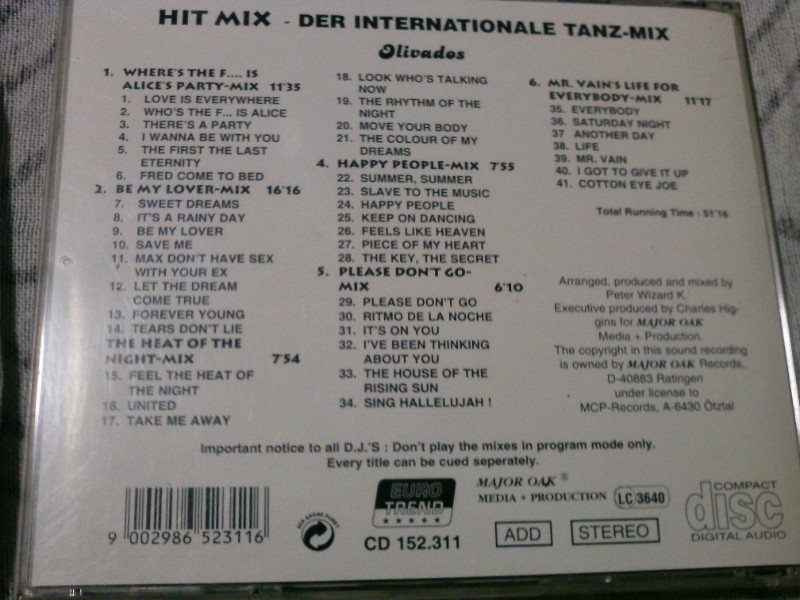 HIT MIX - DER INTERNATIONALE TANZ-MIX
Olivados
1. WHERE'S THE F.... IS
ALICE'S PARTY-MIX 11'35
1. LOVE IS EVERYWHERE
2. WHO'S THE F... IS ALICE
3. THERE'S A PARTY
4. I WANNA BE WITH YOU
5. THE FIRST THE LAST
ETERNITY
6. FRED COME TO BED
2. BE MY LOVER-MIX 16'16
7. SWEET DREAMS
8. IT'S A RAINY DAY
9. BE MY LOVER
10. SAVE ME
11. MAX DON'T HAVE SEX
WITH YOUR EX
12. LET THE DREAM
COME TRUE
13. FOREVER YOUNG
14. TEARS DON'T LIE
THE HEAT OF THE
NIGHT-MIX 7'54
15. FEEL THE HEAT OF
THE NIGHT
16. UNITED
17. TAKE ME AWAY
18. LOOK WHO'S TALKING
NOW
19. THE RHYTHM OF THE
NIGHT
20. MOVE YOUR BODY
21. THE COLOUR OF MY
DREAMS
4. HAPPY PEOPLE-MIX 7'55
22. SUMMER, SUMMER
23. SLAVE TO THE MUSIC
24. HAPPY PEOPLE
25. KEEP ON DANCING
26. FEELS LIKE HEAVEN
27. PIECE OF MY HEART
28. THE KEY, THE SECRET
5. PLEASE DON'T GO-
MIX 6'10
29. PLEASE DON'T GO
30. RITMO DE LA NOCHE
31. IT'S ON YOU
32. I'VE BEEN THINKING
ABOUT YOU
33. THE HOUSE OF THE
RISING SUN
34. SING HALLELUJAH !
6. MR. VAIN'S LIFE FOR
EVERYBODY-MIX 11'17
35. EVERYBODY
36. SATURDAY NIGHT
37 ANOTHER DAY
38. LIFE
39. MR. VAIN
40. I GOT TO GIVE IT UP
41. COTTON EYE JOE
Total Running Time : 51'16
Arranged, produced and mixed by
Peter Wizard K.
Executive produced by Charles Hig-
gins for MAJOR OAK
Media + Production.
The copyright in this sound recording
is owned by MAJOR OAK Records,
D-40883 Ratingen
under license to
MCP-Records, A-6430 Ötztal
Important notice to all D.J.'S : Don't play the mixes in program mode only.
Every title can be cued seperately.
9 002986 523116
DER GRÜNE PUNKT
EURO
TREND
CD 152.311
MAJOR OAK ®
MEDIA + PRODUCTION
LC 3640
ADD
STEREO
COMPACT
disc
DIGITAL AUDIO